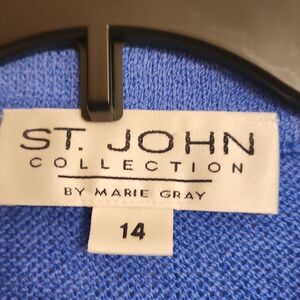 ST. JOHN
COLLECTION
BY MARIE GRAY
14